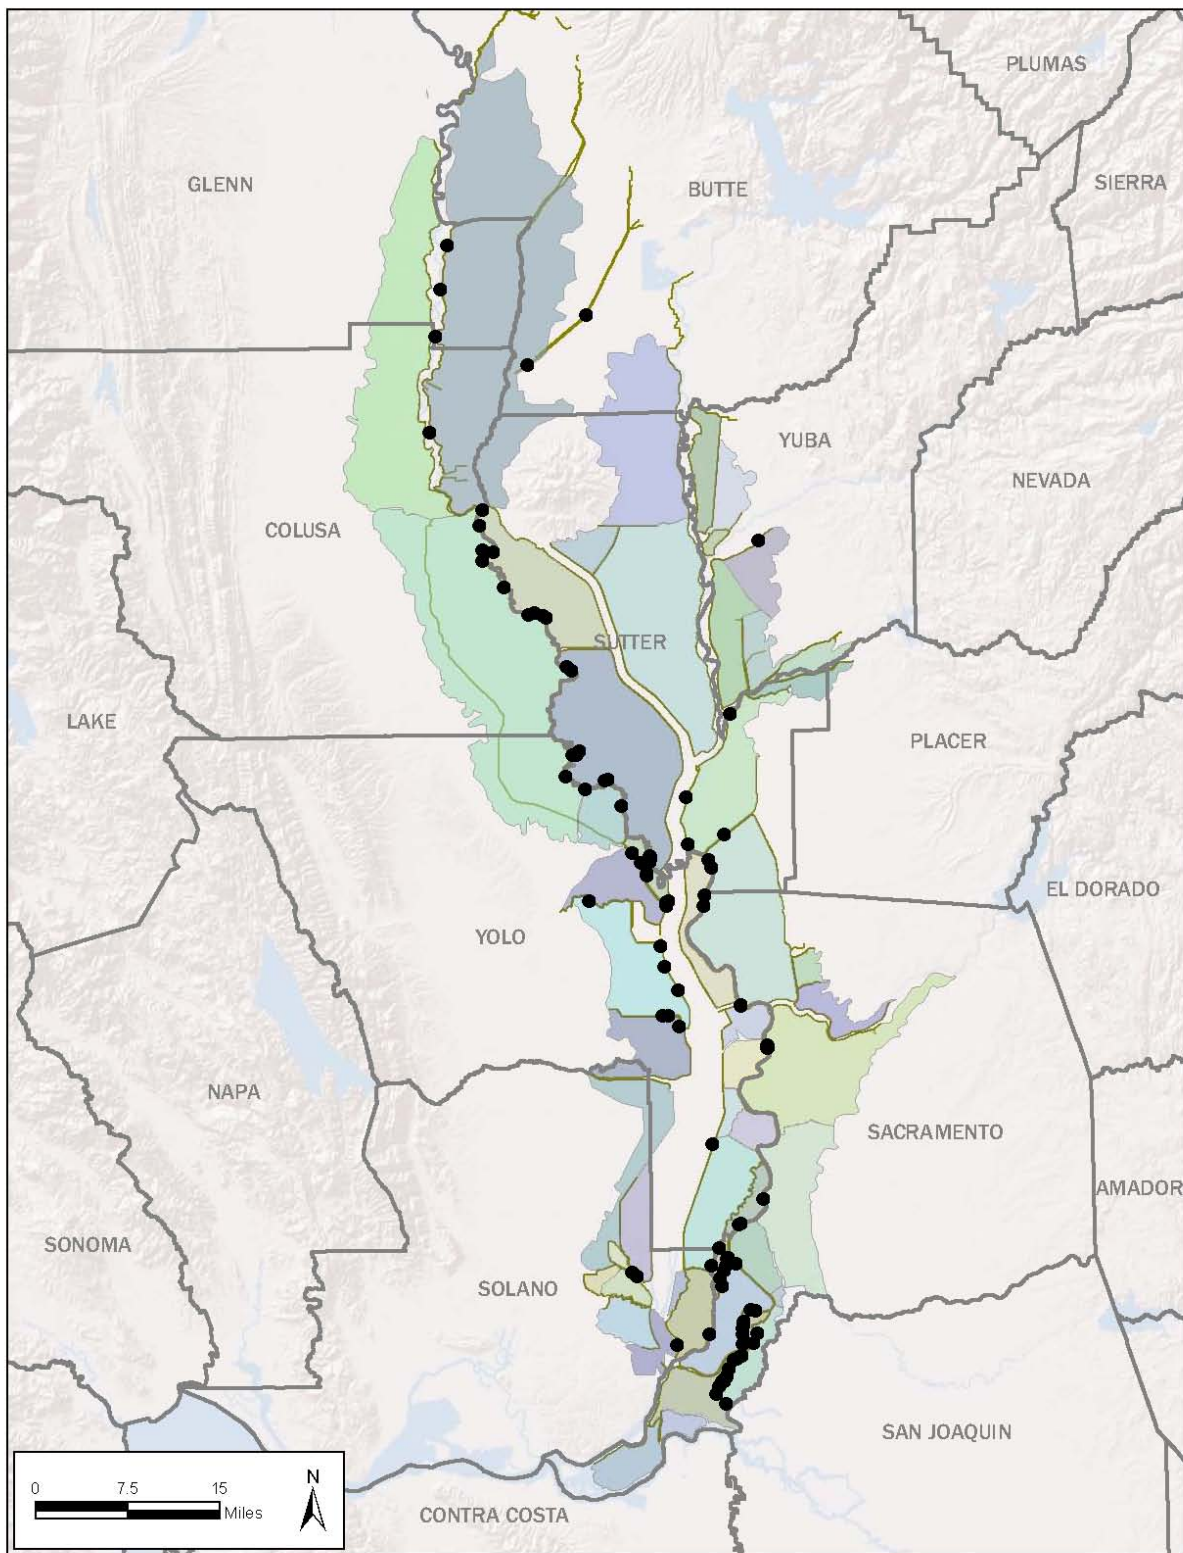 PLUMAS
GLENN
BUTTE
SIERRA
YUBA
NEVADA
COLUSA
SUTTER
LAKE
PLACER
EL DORADO
YOLO
NAPA
SACRAMENTO
AMADOR
SONOMA
SOLANO
SAN JOAQUIN
CONTRA COSTA
N
0 7.5 15
Miles